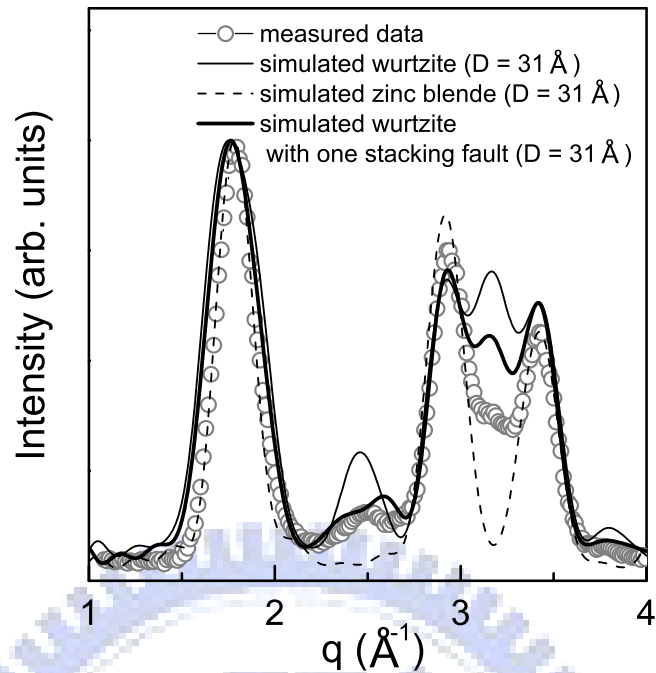 measured data
simulated wurtzite (D = 31 Å )
simulated zinc blende (D = 31 Å )
simulated wurtzite
with one stacking fault (D = 31 Å )
Intensity (arb. units)
1 2 3 4
q (Å⁻¹)